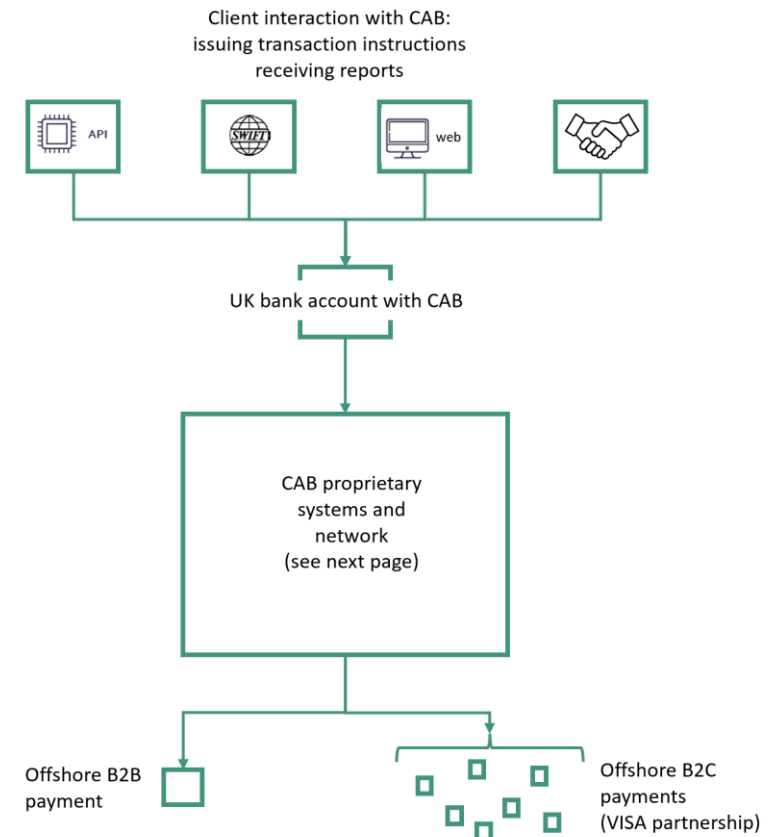 Client interaction with CAB:
issuing transaction instructions
receiving reports
API
SWIFT
web
UK bank account with CAB
CAB proprietary
systems and
network
(see next page)
Offshore B2B
payment
Offshore B2C
payments
(VISA partnership)